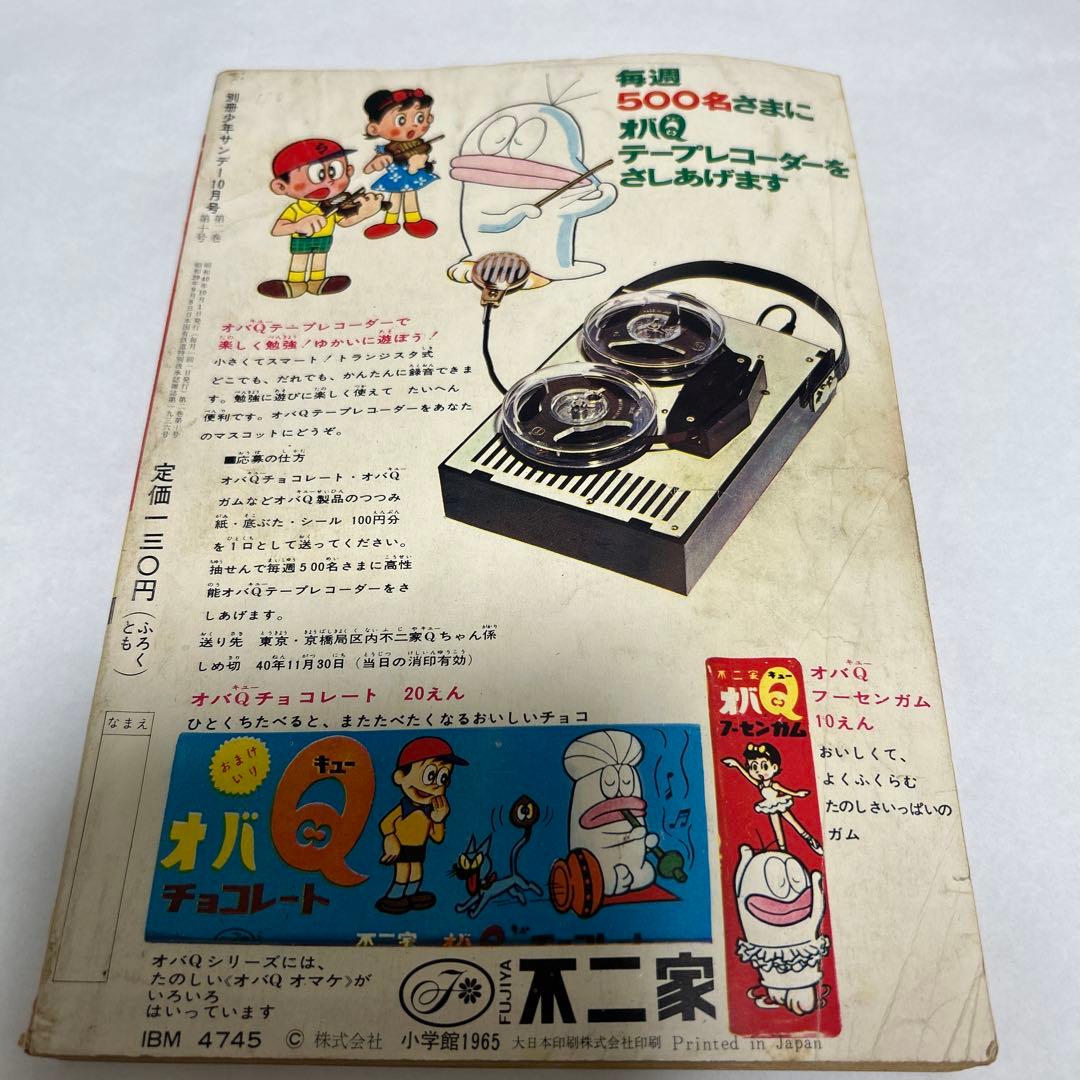 毎週
500名さまに
オバQ
テープレコーダーを
さしあげます
別冊少年サンデー10月号 第二巻 第十号
定価一三〇円(ふろくとも)
なまえ
オバQテープレコーダーで
楽しく勉強!ゆかいに遊ぼう!
小さくてスマート!トランジスタ式
どこでも、だれでも、かんたんに録音できま
す。勉強に遊びに楽しく使えて たいへん
便利です。オバQテープレコーダーをあなた
のマスコットにどうぞ。
■応募の仕方
オバQチョコレート・オバQ
ガムなどオバQ製品のつつみ
紙・底ぶた・シール 100円分
を1口として送ってください。
抽せんで毎週500名さまに高性
能オバQテープレコーダーをさ
しあげます。
送り先 東京・京橋局区内不二家Qちゃん係
しめ切 40年11月30日(当日の消印有効)
オバQチョコレート 20えん
ひとくちたべると、またたべたくなるおいしいチョコ
おまけ
いり
キュー
オバQ
チョコレート
不二家 キュー
オバQ
フーセンガム
オバQ
フーセンガム
10えん
おいしくて、
よくふくらむ
たのしさいっぱいの
ガム
オバQシリーズには、
たのしい《オバQ オマケ》が
いろいろ
はいっています
FUJIYA
不二家
IBM 4745 © 株式会社 小学館1965 大日本印刷株式会社印刷 Printed in Japan